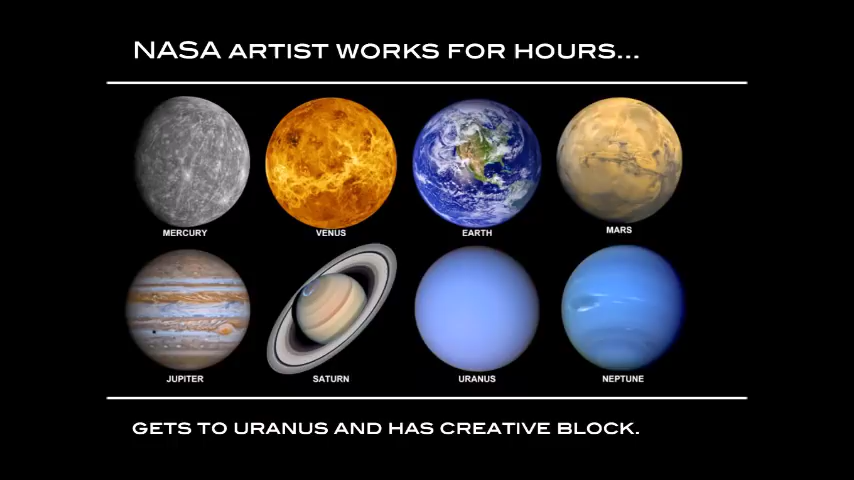 NASA ARTIST WORKS FOR HOURS...
MERCURY
VENUS
EARTH
MARS
JUPITER
SATURN
URANUS
NEPTUNE
GETS TO URANUS AND HAS CREATIVE BLOCK.